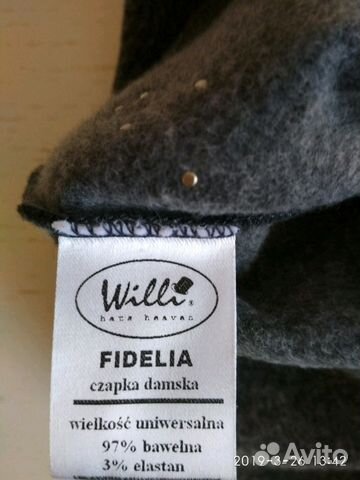 Willi®
hats heaven
FIDELIA
czapka damska
wielkość uniwersalna
97% bawełna
3% elastan
2019-3-26 13:42
Avito